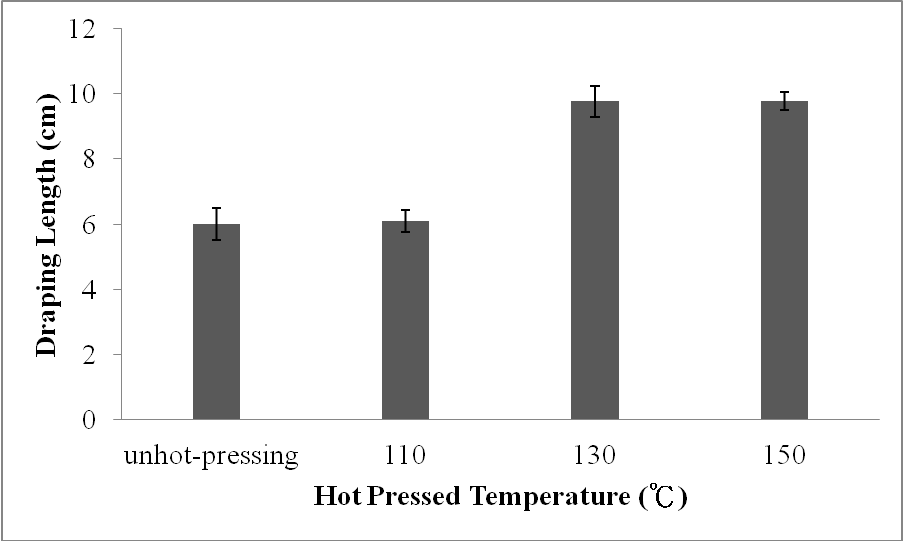 12
10
8
6
4
2
0
Draping Length (cm)
unhot-pressing 110 130 150
Hot Pressed Temperature (℃)